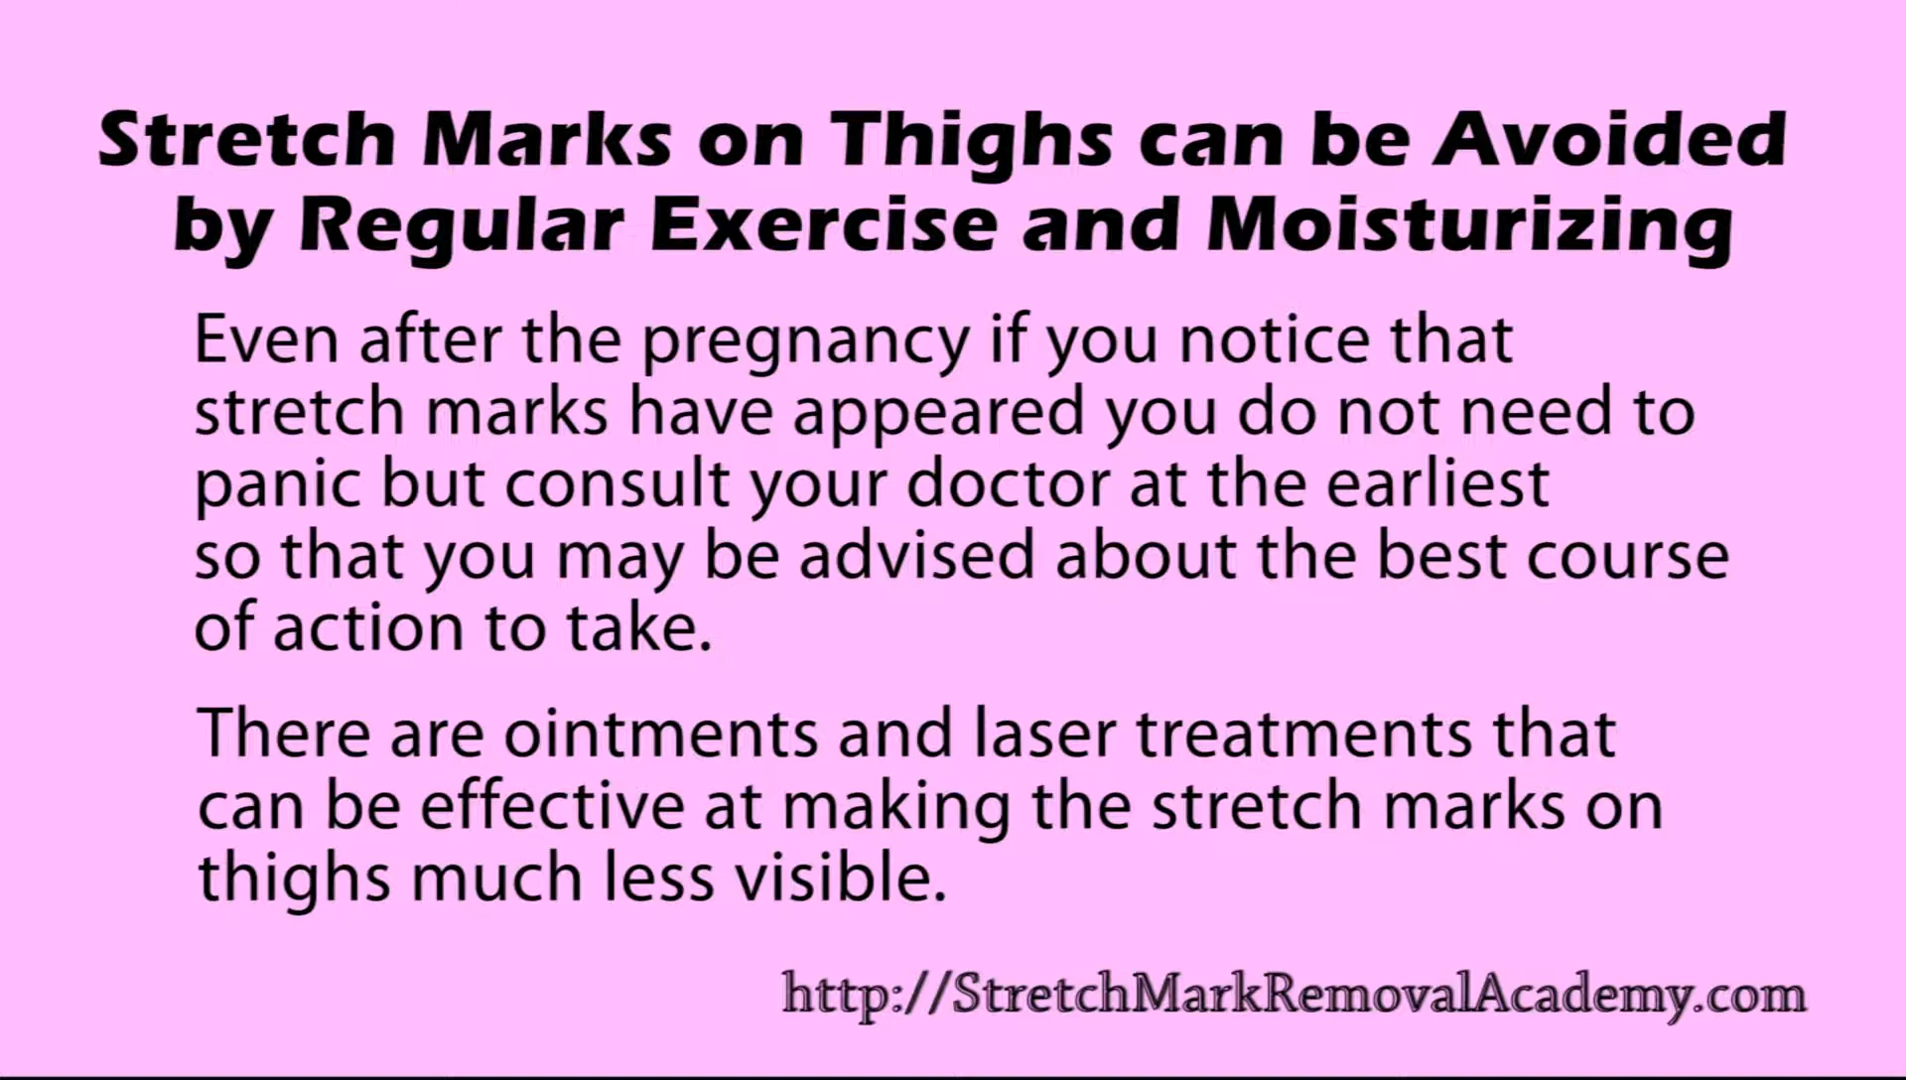 Stretch Marks on Thighs can be Avoided
by Regular Exercise and Moisturizing
Even after the pregnancy if you notice that
stretch marks have appeared you do not need to
panic but consult your doctor at the earliest
so that you may be advised about the best course
of action to take.
There are ointments and laser treatments that
can be effective at making the stretch marks on
thighs much less visible.
http://StretchMarkRemovalAcademy.com